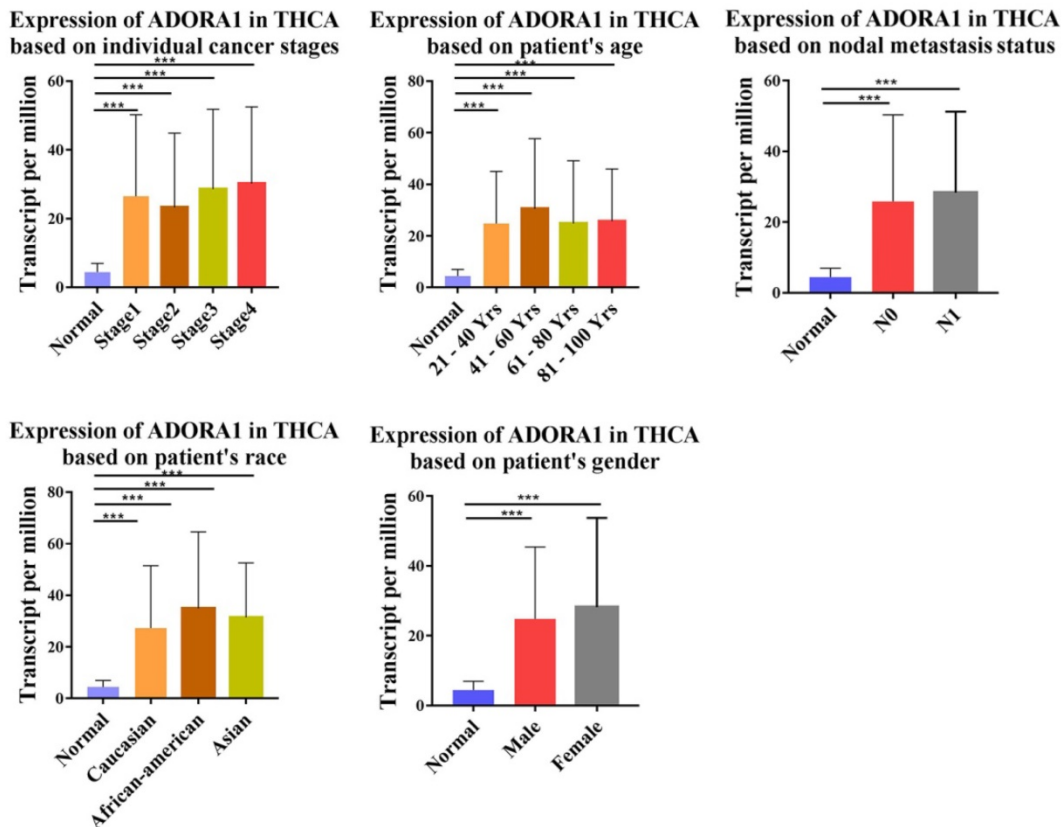 Expression of ADORA1 in THCA
based on individual cancer stages
***
***
***
***
Transcript per million
60
40
20
0
Normal
Stage1
Stage2
Stage3
Stage4
Expression of ADORA1 in THCA
based on patient's age
***
***
***
***
Transcript per million
80
60
40
20
0
Normal
21 - 40 Yrs
41 - 60 Yrs
61 - 80 Yrs
81 - 100 Yrs
Expression of ADORA1 in THCA
based on nodal metastasis status
***
***
Transcript per million
60
40
20
0
Normal
N0
N1
Expression of ADORA1 in THCA
based on patient's race
***
***
***
***
Transcript per million
80
60
40
20
0
Normal
Caucasian
African-american
Asian
Expression of ADORA1 in THCA
based on patient's gender
***
***
Transcript per million
60
40
20
0
Normal
Male
Female